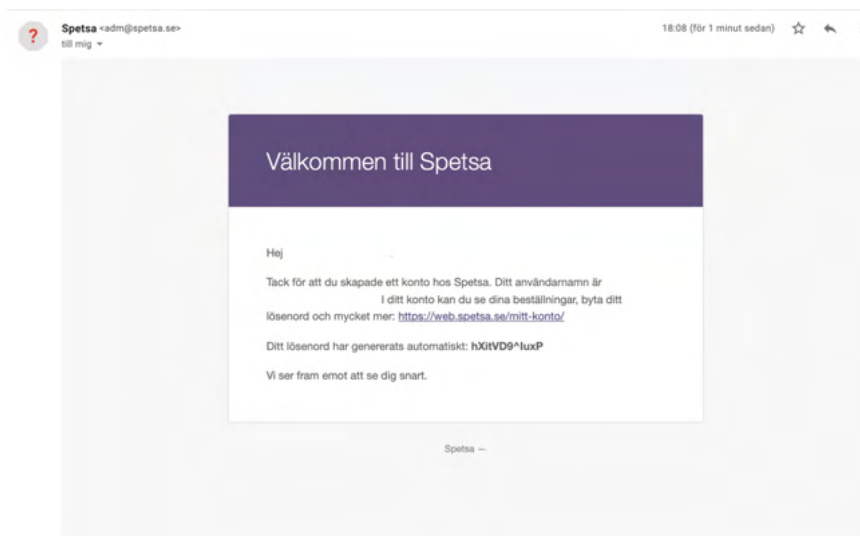 Spetsa <adm@spetsa.se>
18:08 (för 1 minut sedan)
till mig
?
Välkommen till Spetsa
Hej
Tack för att du skapade ett konto hos Spetsa. Ditt användarnamn är
I ditt konto kan du se dina beställningar, byta ditt
lösenord och mycket mer: https://web.spetsa.se/mitt-konto/
Ditt lösenord har genererats automatiskt: hXitVD9^luxP
Vi ser fram emot att se dig snart.
Spetsa —